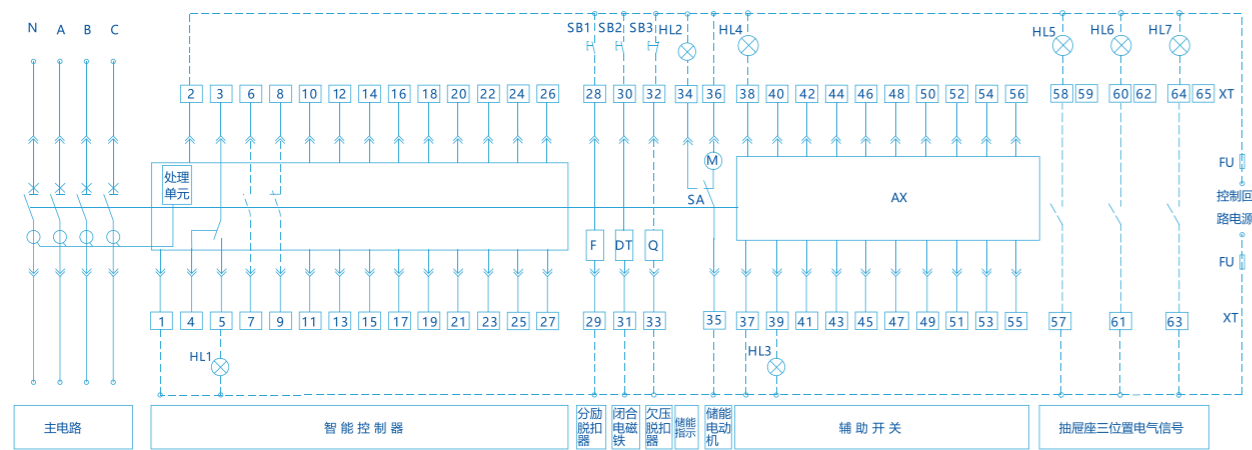 N A B C SB1 SB2 SB3 HL2 HL4 HL5 HL6 HL7
2 3 6 8 10 12 14 16 18 20 22 24 26 28 30 32 34 36 38 40 42 44 46 48 50 52 54 56 58 59 60 62 64 65 XT
处理
单元
M
FU
SA
AX
控制回
路电源
F DT Q
FU
1 4 5 7 9 11 13 15 17 19 21 23 25 27 29 31 33 35 37 39 41 43 45 47 49 51 53 55 57 61 63 XT
HL1 HL3
主电路
智能控制器
分励
脱扣
器
闭合
电磁
铁
欠压
脱扣
器
储能
指示
储能
电动
机
辅助开关
抽屉座三位置电气信号